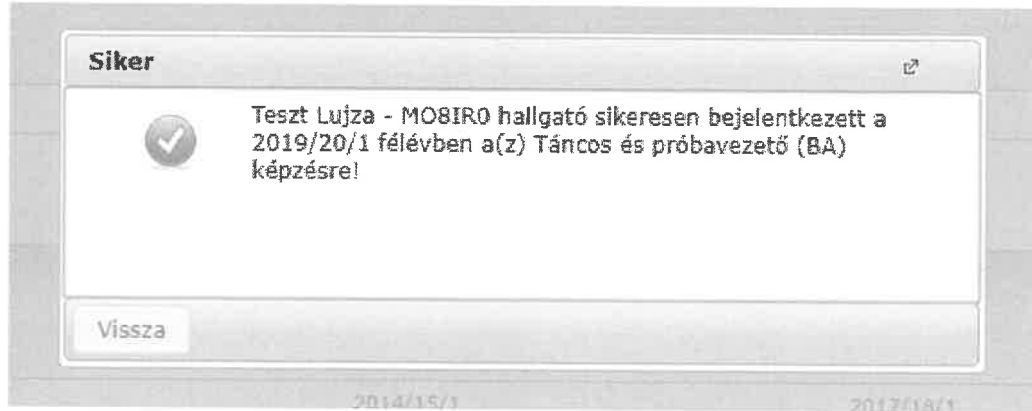 Siker
Teszt Lujza - MO8IR0 hallgató sikeresen bejelentkezett a
2019/20/1 félévben a(z) Táncos és próbavezető (BA)
képzésre!
Vissza
2014/15/1 2017/18/1